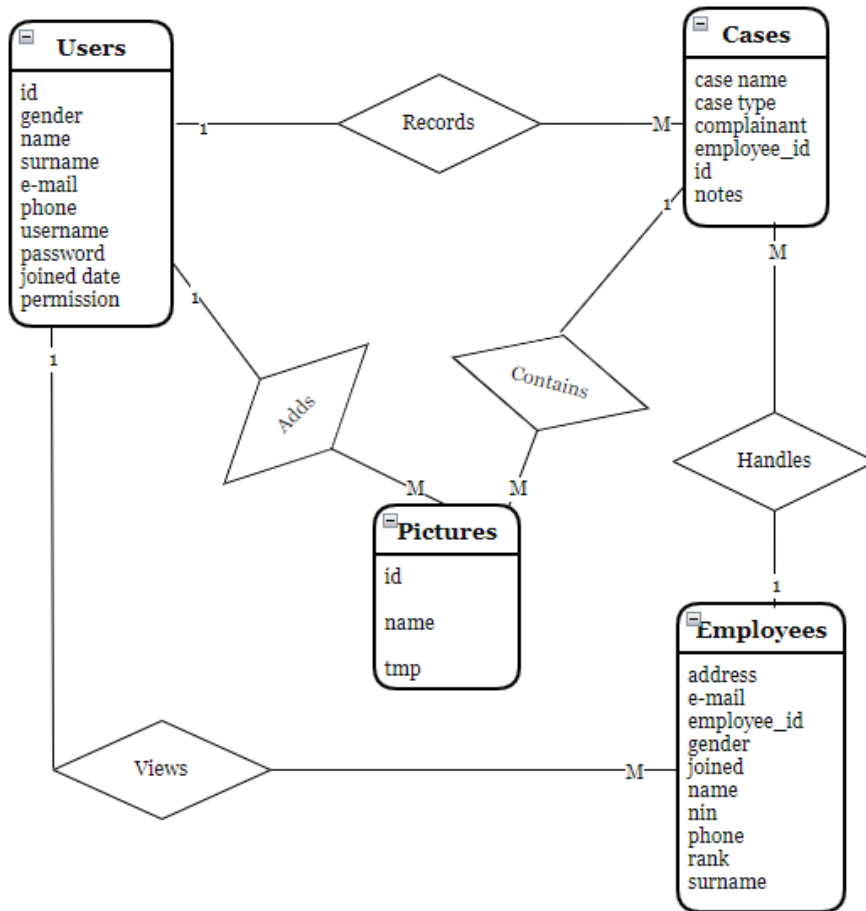 Users
id
gender
name
surname
e-mail
phone
username
password
joined date
permission
1
Records
M
Cases
case name
case type
complainant
employee_id
id
notes
1
M
1
Adds
M
1
Contains
M
Handles
1
Pictures
id
name
tmp
Views
M
Employees
address
e-mail
employee_id
gender
joined
name
nin
phone
rank
surname